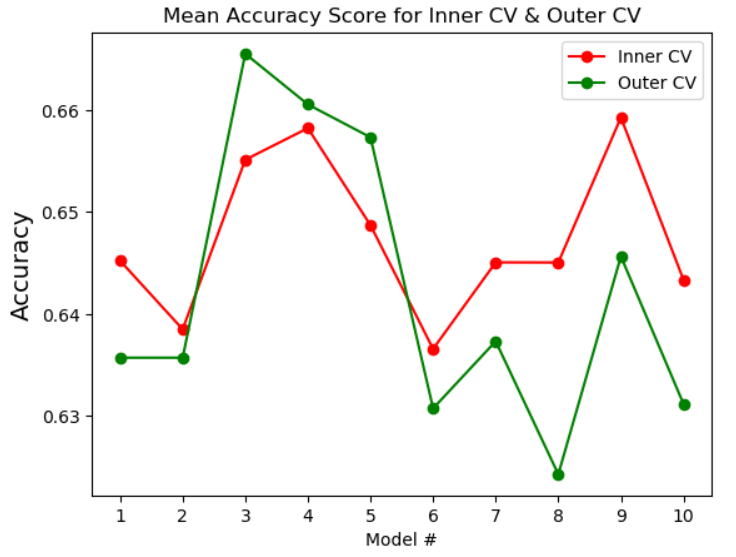 Mean Accuracy Score for Inner CV & Outer CV
Inner CV
Outer CV
0.66
0.65
0.64
0.63
Accuracy
1 2 3 4 5 6 7 8 9 10
Model #